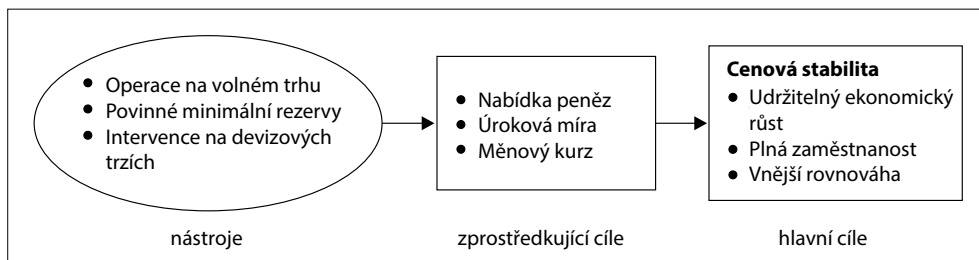 ● Operace na volném trhu
● Povinné minimální rezervy
● Intervence na devizových
trzích
● Nabídka peněz
● Úroková míra
● Měnový kurz
Cenová stabilita
● Udržitelný ekonomický
růst
● Plná zaměstnanost
● Vnější rovnováha
nástroje
zprostředkující cíle
hlavní cíle